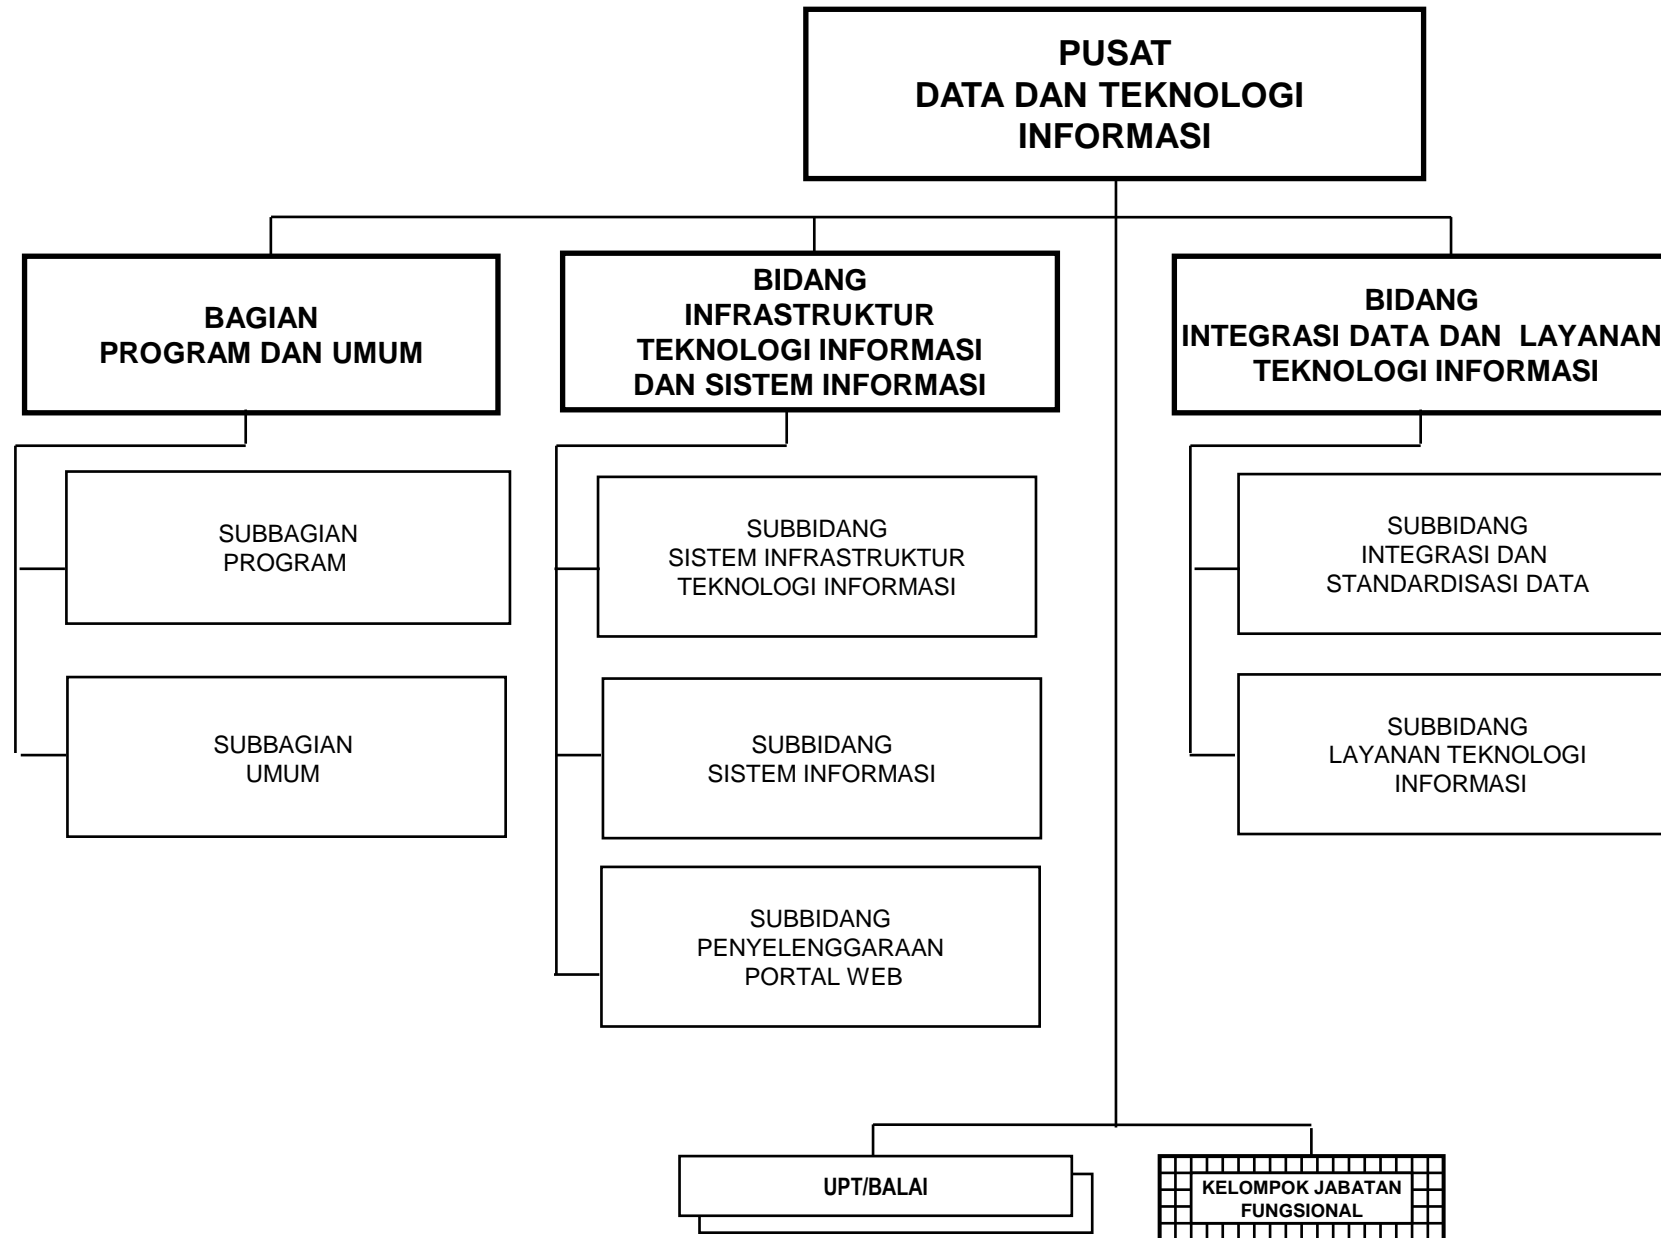 PUSAT
DATA DAN TEKNOLOGI
INFORMASI
BAGIAN
PROGRAM DAN UMUM
BIDANG
INFRASTRUKTUR
TEKNOLOGI INFORMASI
DAN SISTEM INFORMASI
BIDANG
INTEGRASI DATA DAN LAYANAN
TEKNOLOGI INFORMASI
SUBBAGIAN
PROGRAM
SUBBAGIAN
UMUM
SUBBIDANG
SISTEM INFRASTRUKTUR
TEKNOLOGI INFORMASI
SUBBIDANG
SISTEM INFORMASI
SUBBIDANG
PENYELENGGARAAN
PORTAL WEB
SUBBIDANG
INTEGRASI DAN
STANDARDISASI DATA
SUBBIDANG
LAYANAN TEKNOLOGI
INFORMASI
UPT/BALAI
KELOMPOK JABATAN
FUNGSIONAL